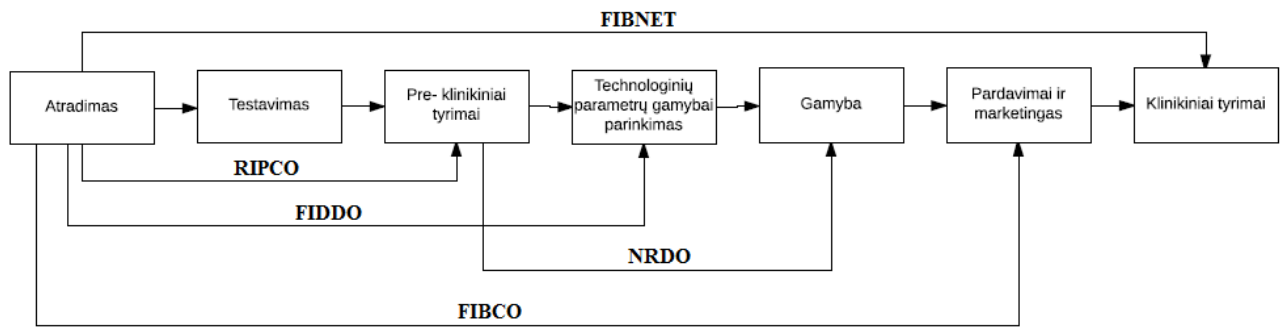 FIBNET
Atradimas
Testavimas
Pre- klinikiniai
tyrimai
Technologinių
parametrų gamybai
parinkimas
Gamyba
Pardavimai ir
marketingas
Klinikiniai tyrimai
RIPCO
FIDDO
NRDO
FIBCO